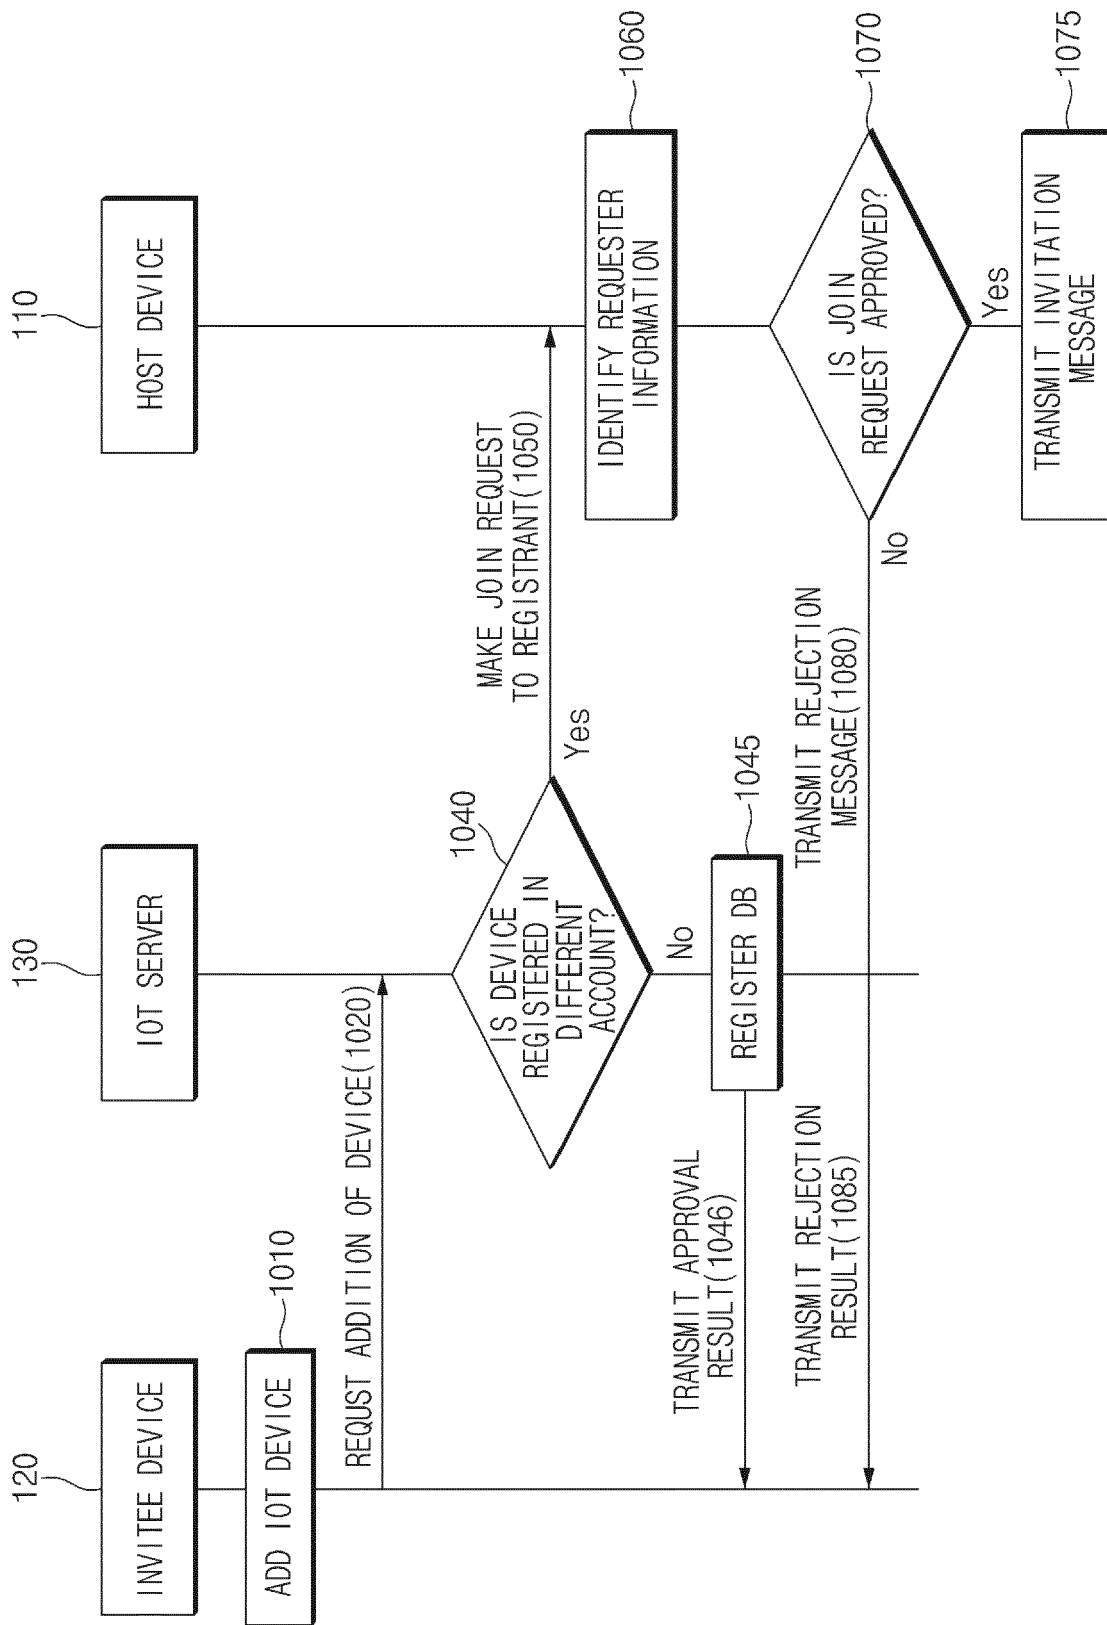 120
130
110
INVITEE DEVICE
IOT SERVER
HOST DEVICE
ADD IOT DEVICE
1010
REQUST ADDITION OF DEVICE(1020)
1040
IS DEVICE
REGISTERED IN
DIFFERENT
ACCOUNT?
Yes
No
MAKE JOIN REQUEST
TO REGISTRANT(1050)
IDENTIFY REQUESTER
INFORMATION
1060
REGISTER DB
1045
TRANSMIT APPROVAL
RESULT(1046)
IS JOIN
REQUEST APPROVED?
1070
No
Yes
TRANSMIT REJECTION
MESSAGE(1080)
TRANSMIT REJECTION
RESULT(1085)
TRANSMIT INVITATION
MESSAGE
1075